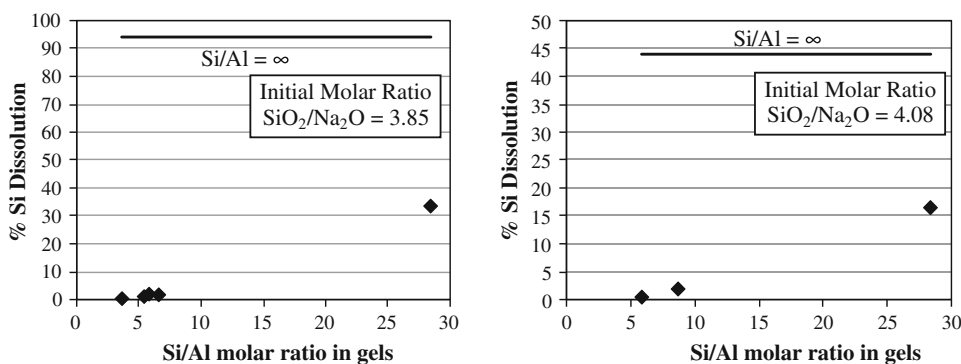 % Si Dissolution
100
90
80
70
60
50
40
30
20
10
0
Si/Al = ∞
Initial Molar Ratio
SiO₂/Na₂O = 3.85
0 5 10 15 20 25 30
Si/Al molar ratio in gels
% Si Dissolution
50
45
40
35
30
25
20
15
10
5
0
Si/Al = ∞
Initial Molar Ratio
SiO₂/Na₂O = 4.08
0 5 10 15 20 25 30
Si/Al molar ratio in gels